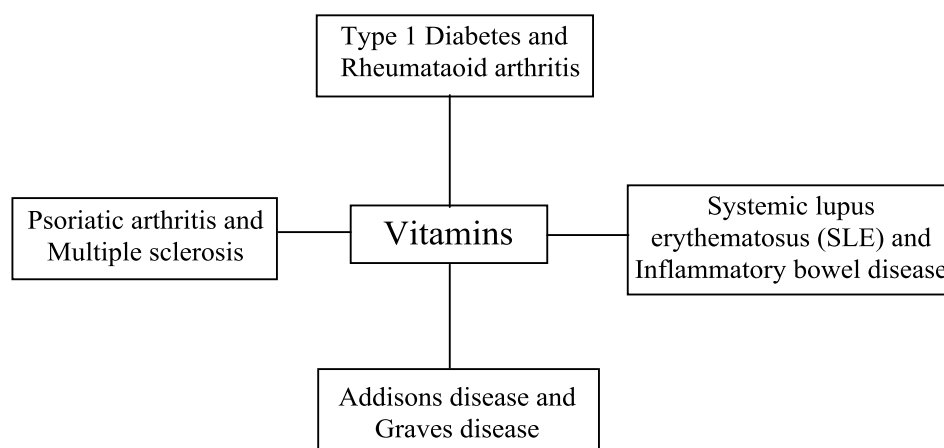 Type 1 Diabetes and
Rheumataoid arthritis
Psoriatic arthritis and
Multiple sclerosis
Vitamins
Systemic lupus
erythematosus (SLE) and
Inflammatory bowel disease
Addisons disease and
Graves disease